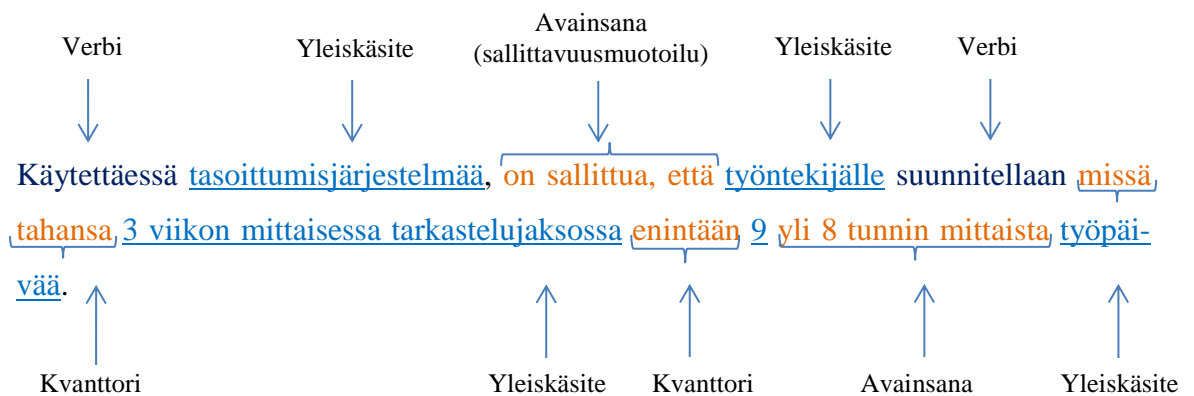 Avainsana
Verbi Yleiskäsite (sallittavuusmuotoilu) Yleiskäsite Verbi
Käytettäessä tasoittumisjärjestelmää, on sallittua, että työntekijälle suunnitellaan missä
tahansa 3 viikon mittaisessa tarkastelujaksossa enintään 9 yli 8 tunnin mittaista työpäi-
vää.
Kvanttori Yleiskäsite Kvanttori Avainsana Yleiskäsite